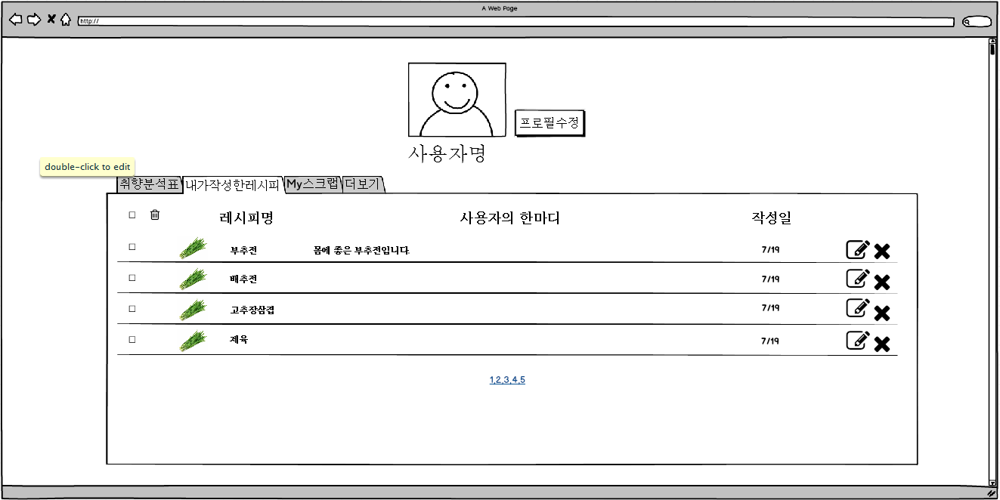 A Web Page
http://
프로필수정
사용자명
double-click to edit
취향분석표 내가작성한레시피 My스크랩 더보기
레시피명 사용자의 한마디 작성일
부추전 몸에 좋은 부추전입니다. 7/19
배추전 7/19
고추장삼겹 7/19
제육 7/19
1,2,3,4,5